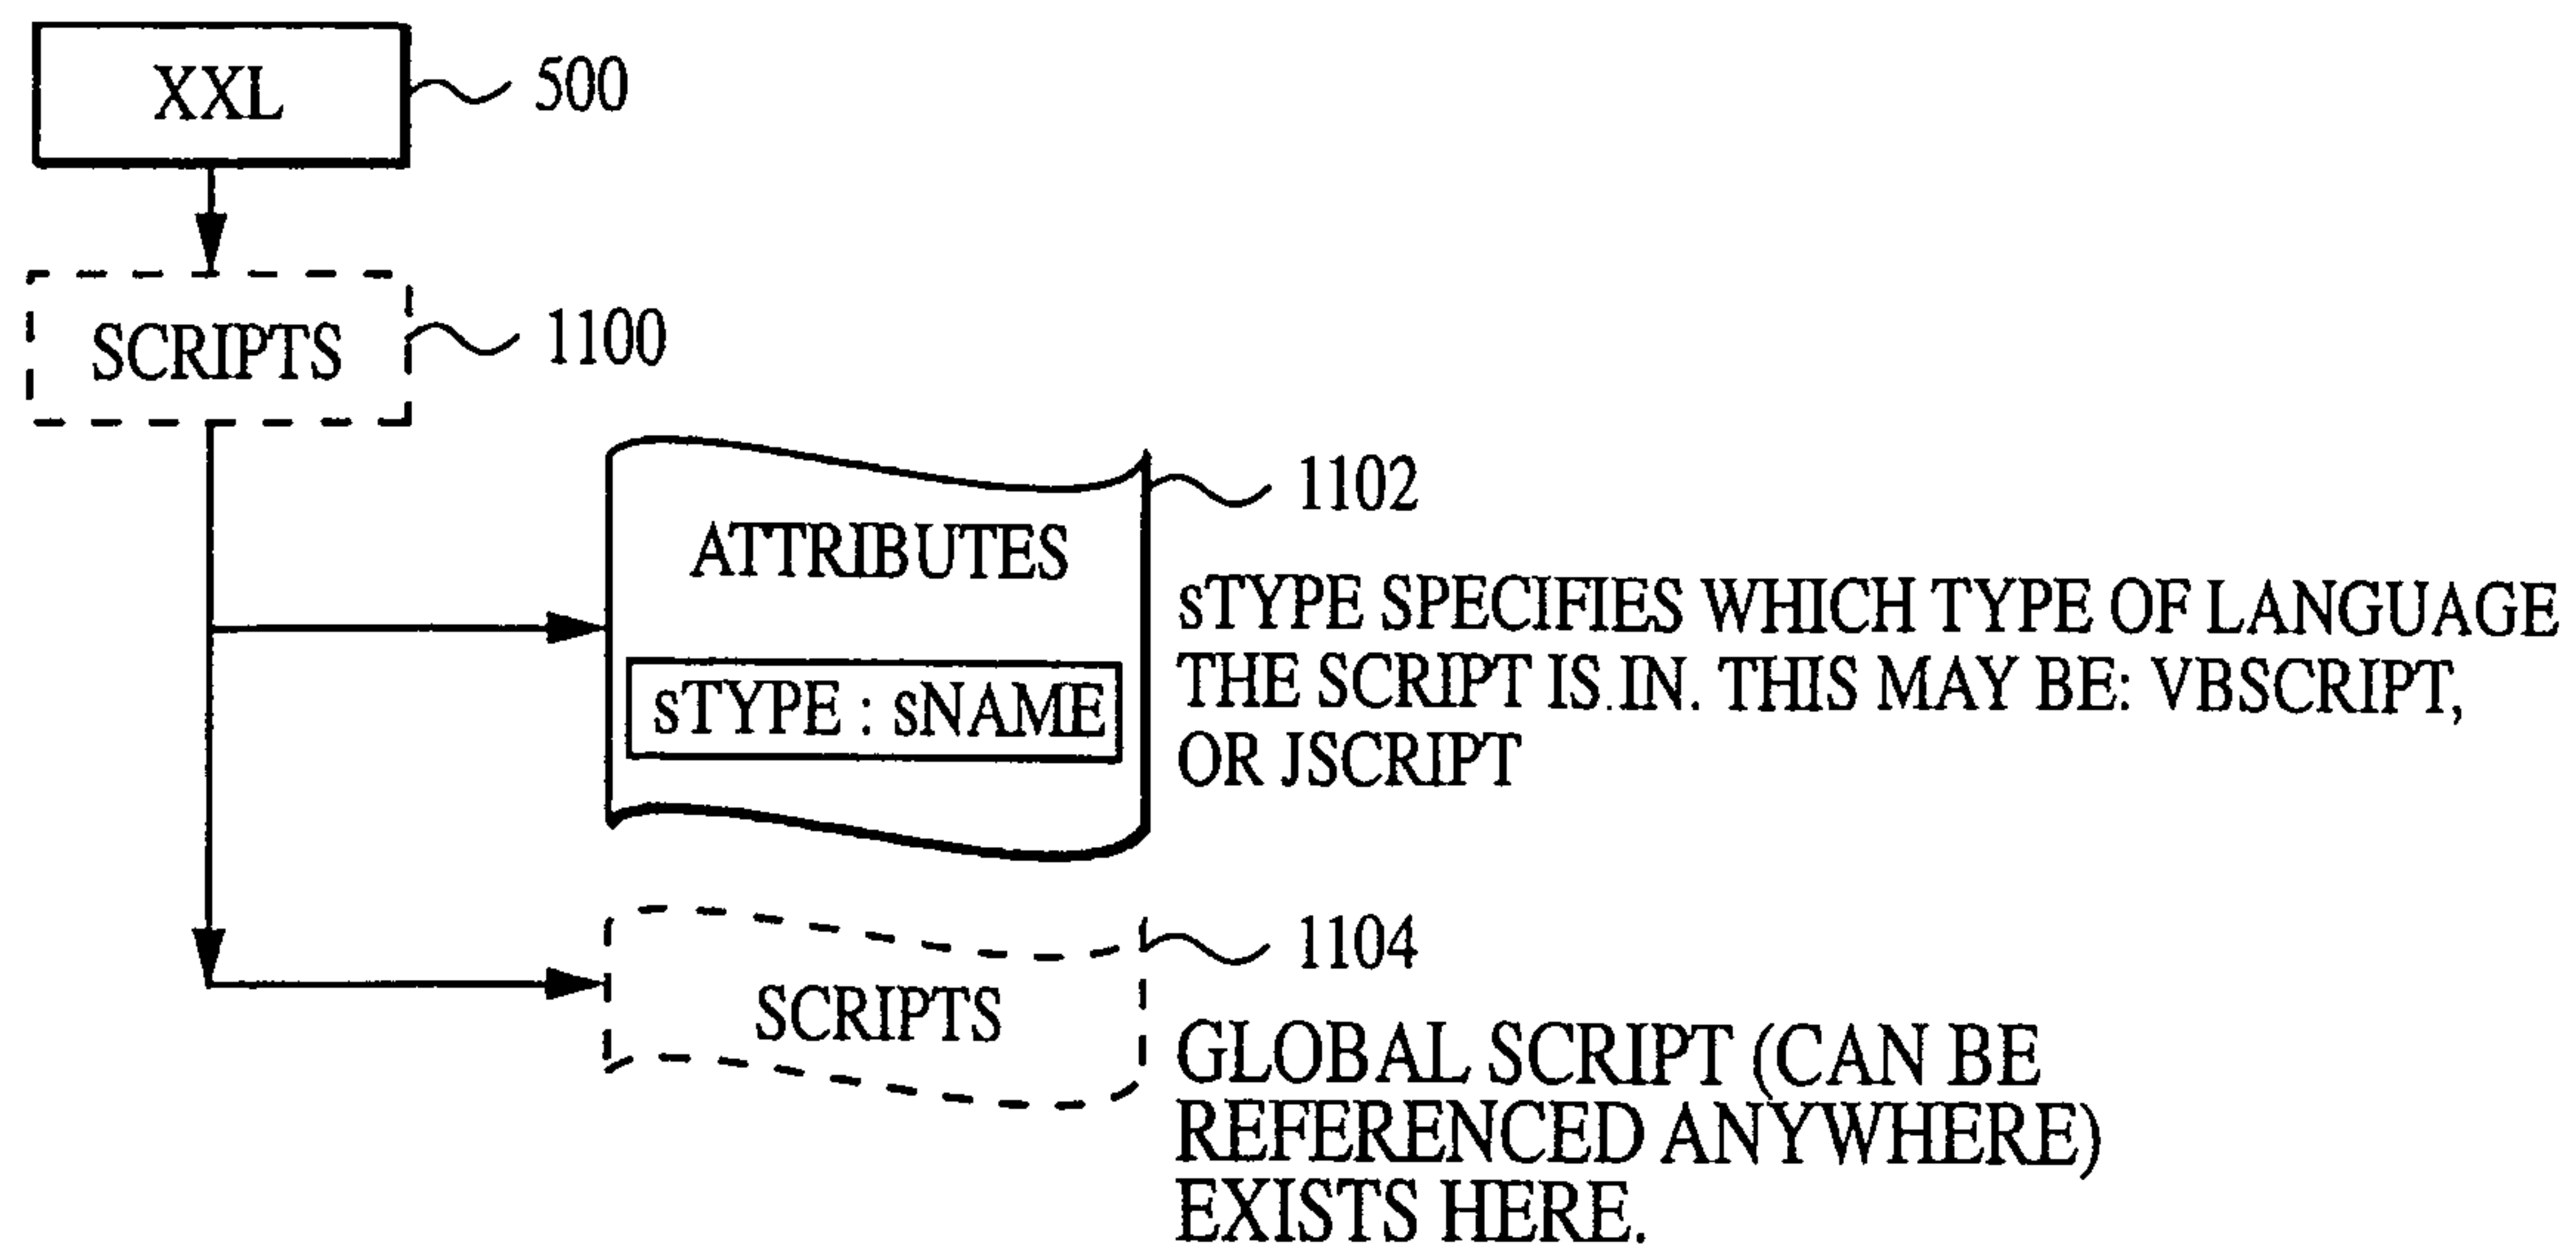 XXL
500
SCRIPTS
1100
1102
ATTRIBUTES
sTYPE : sNAME
sTYPE SPECIFIES WHICH TYPE OF LANGUAGE
THE SCRIPT IS IN. THIS MAY BE: VBSCRIPT,
OR JSCRIPT
1104
SCRIPTS
GLOBAL SCRIPT (CAN BE
REFERENCED ANYWHERE)
EXISTS HERE.